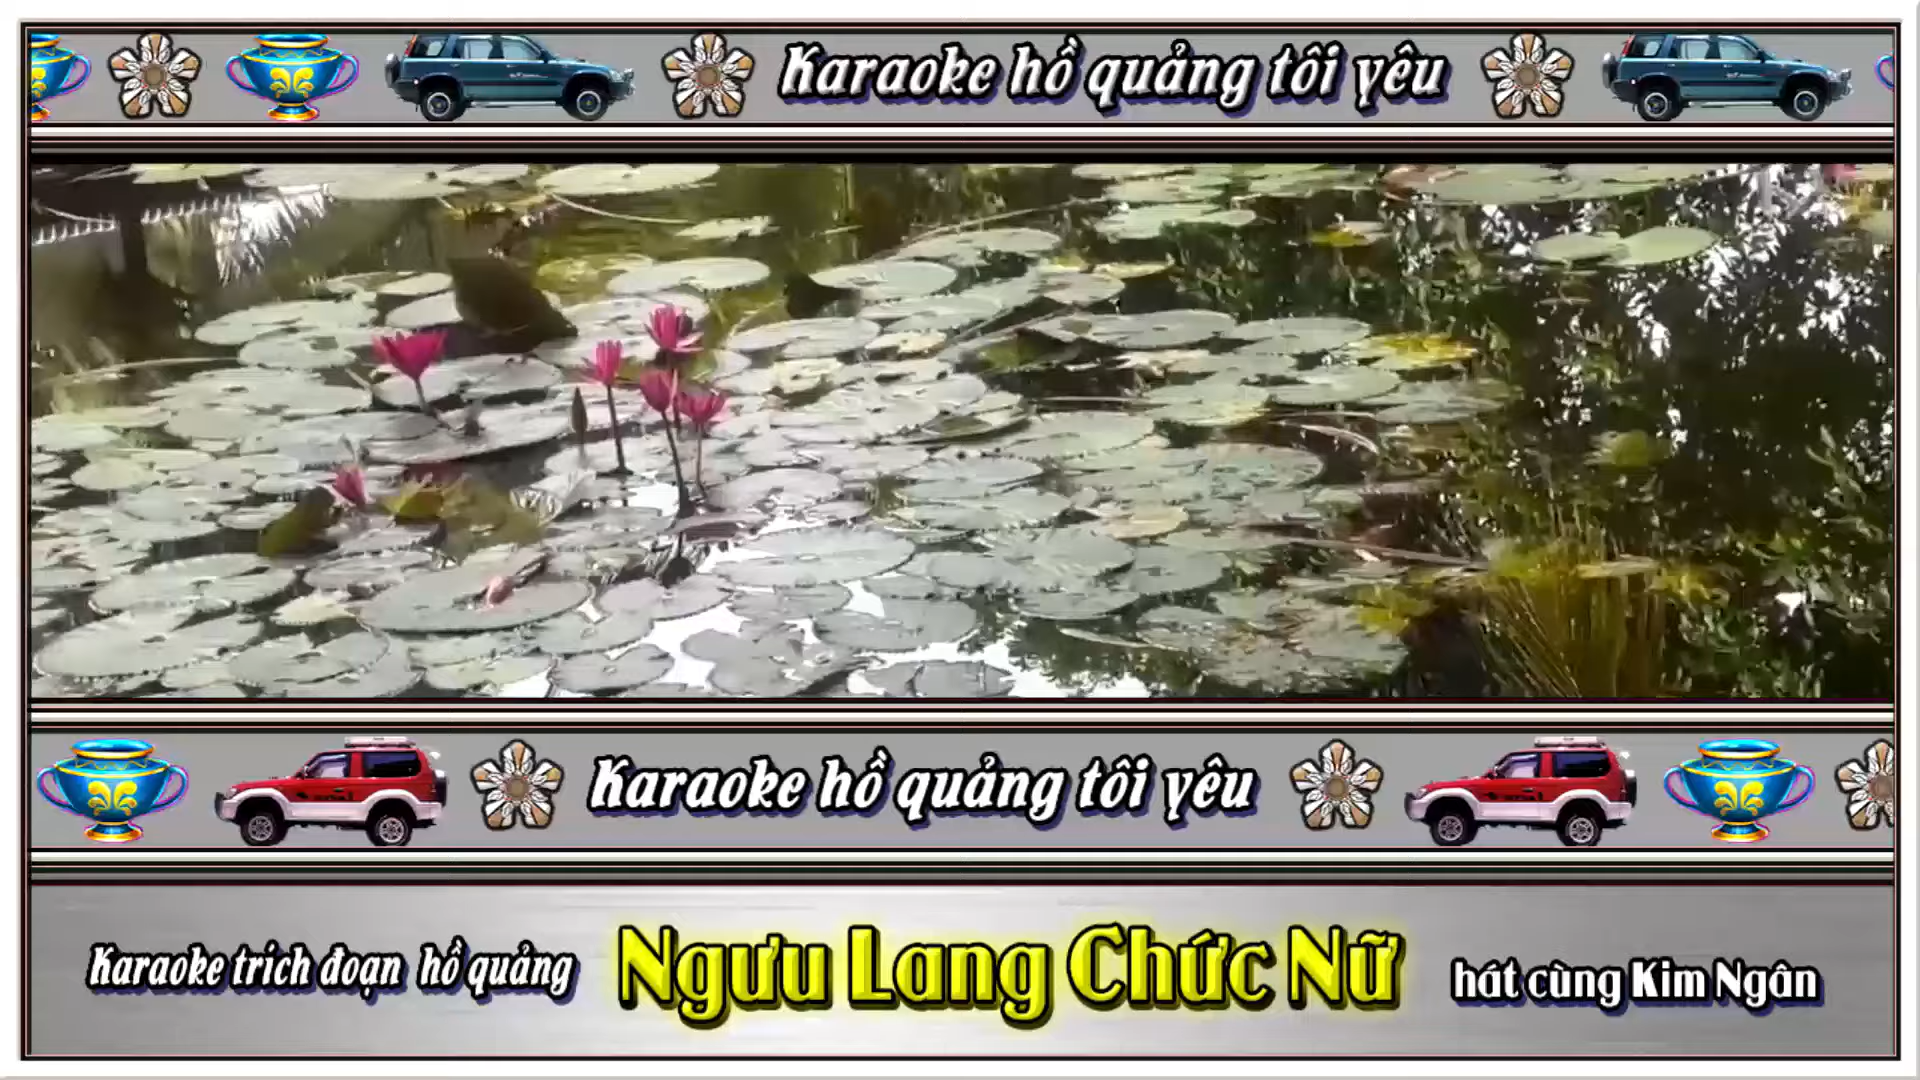 Karaoke hồ quảng tôi yêu
Karaoke hồ quảng tôi yêu
Karaoke trích đoạn hồ quảng Ngưu Lang Chức Nữ hát cùng Kim Ngân